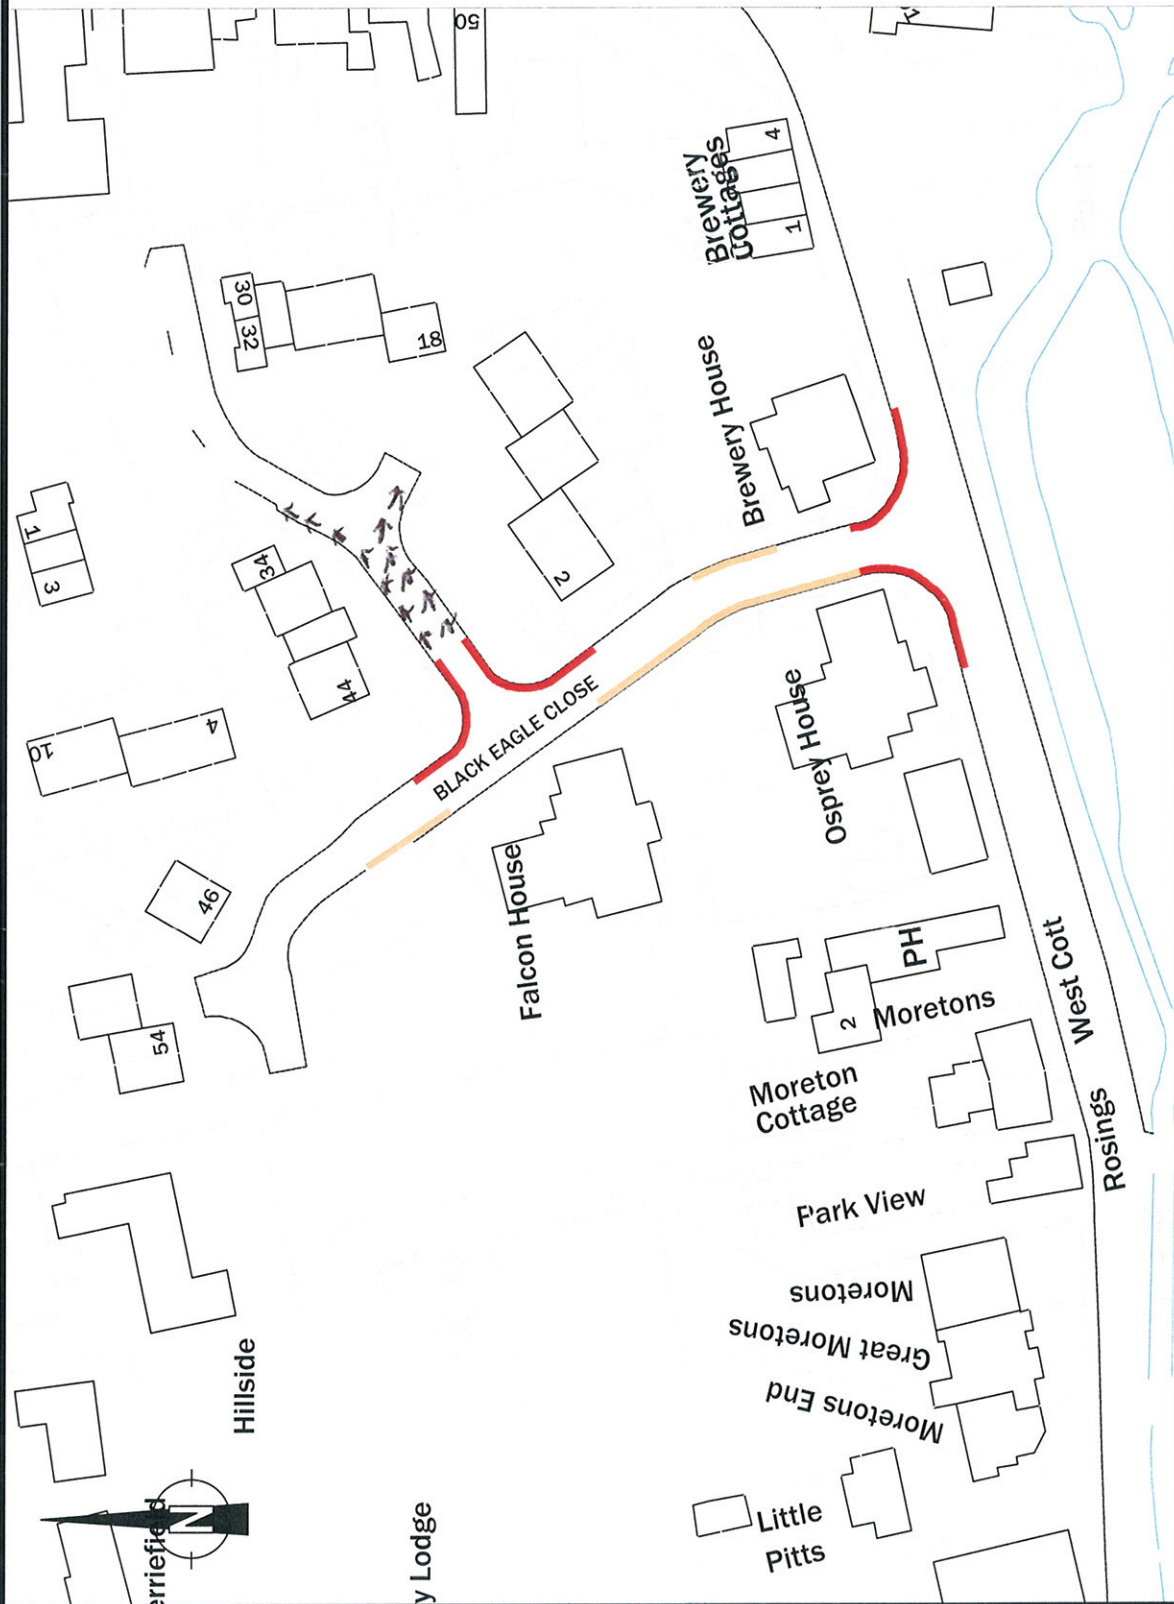 50
Brewery
Cottages
4
1
30
32
18
Brewery House
1
3
34
44
2
10
4
BLACK EAGLE CLOSE
46
54
Falcon House
Osprey House
PH
2
Moretons
West Cott
Moreton
Cottage
Rosings
Park View
Moretons
Great Moretons
Moretons End
Hillside
N
erriefield
y Lodge
Little
Pitts